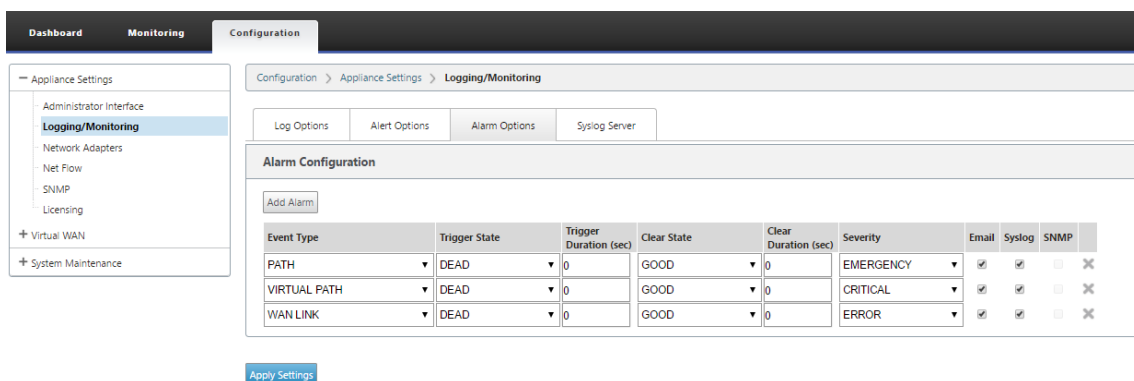 Dashboard Monitoring Configuration
Appliance Settings
Administrator Interface
Logging/Monitoring
Network Adapters
Net Flow
SNMP
Licensing
Virtual WAN
System Maintenance
Configuration > Appliance Settings > Logging/Monitoring
Log Options Alert Options Alarm Options Syslog Server
Alarm Configuration
Add Alarm
Event Type Trigger State Trigger Duration (sec) Clear State Clear Duration (sec) Severity Email Syslog SNMP
PATH DEAD 0 GOOD 0 EMERGENCY
VIRTUAL PATH DEAD 0 GOOD 0 CRITICAL
WAN LINK DEAD 0 GOOD 0 ERROR
Apply Settings